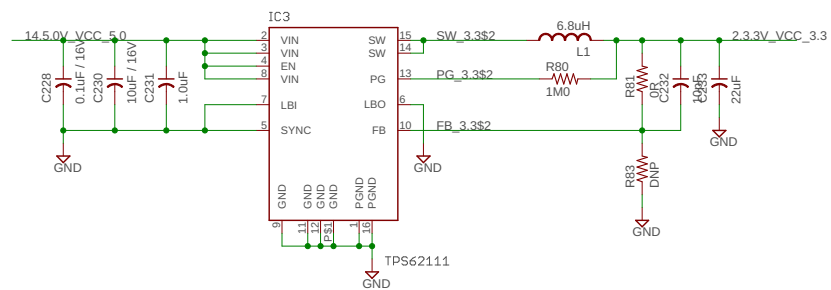 IC3
14.5.0V_VCC_5.0
C228
0.1uF / 16V
C230
10uF / 16V
C231
1.0uF
2 VIN
3 VIN
4 EN
8 VIN
7 LBI
5 SYNC
SW 15
SW 14
PG 13
LBO 6
FB 10
SW_3.3$2
PG_3.3$2
FB_3.3$2
6.8uH
L1
R80
1M0
2.3.3V_VCC_3.3
R81
0R
C232
10pF
C233
22uF
R83
DNP
GND
GND
GND
GND
GND
GND
GND
GND
PGND
PGND
9
11
12
P$1
1
16
TPS62111
GND